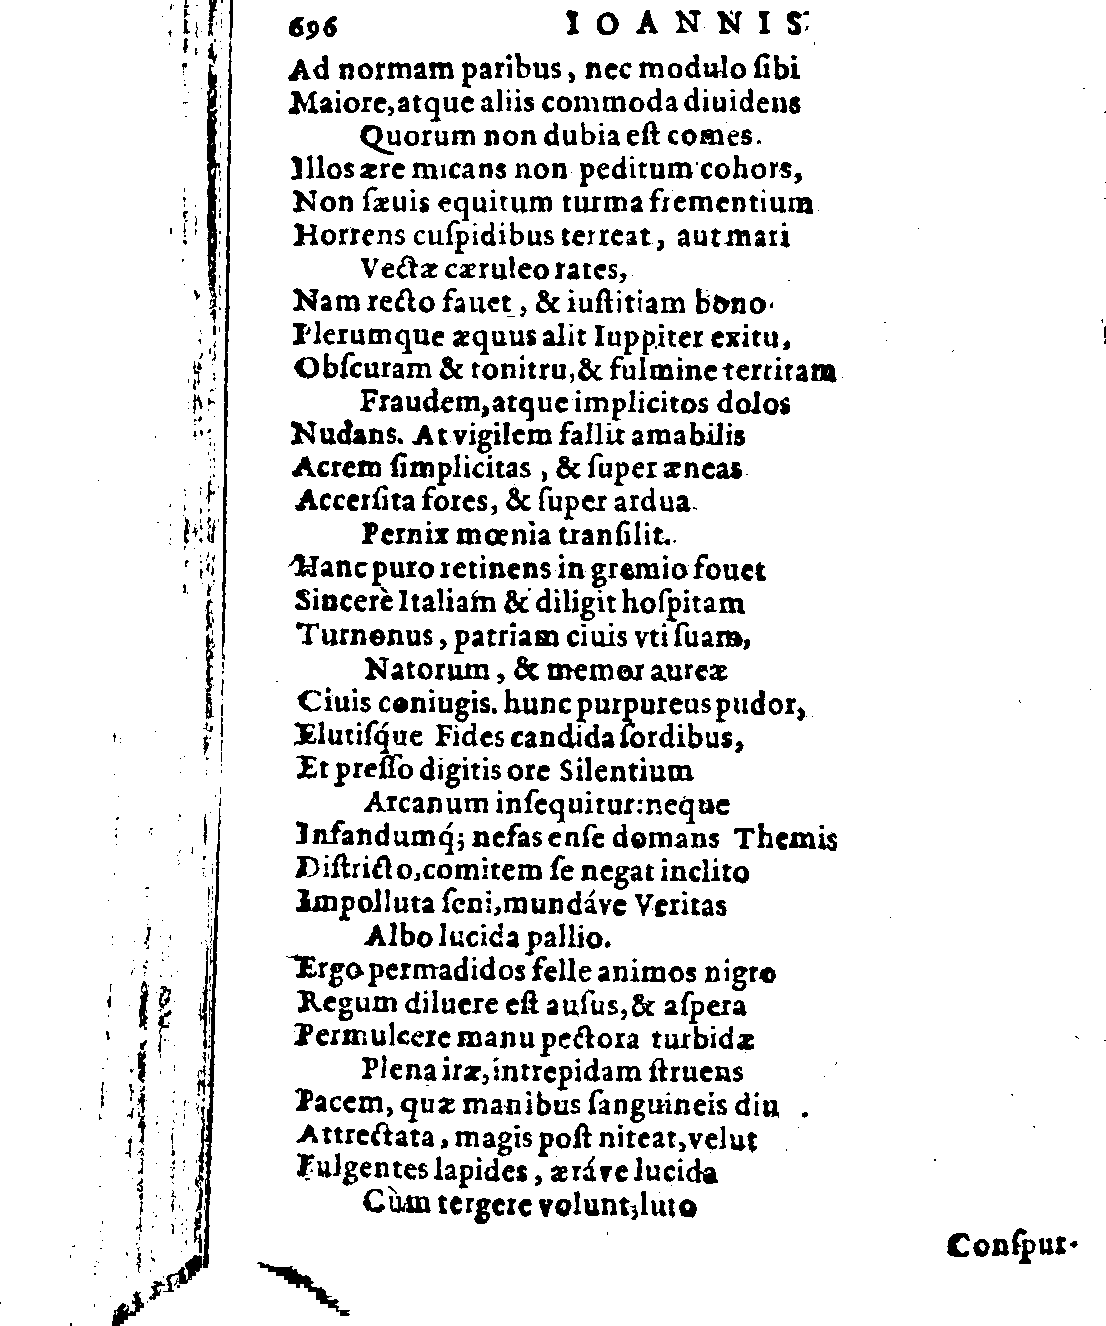 696 IOANNIS
Ad normam paribus, nec modulo ſibi
Maiore, atque aliis commoda diuidens
Quorum non dubia eſt comes.
Illos ære micans non peditum cohors,
Non ſæuis equitum turma frementium
Horrens cuſpidibus terreat, aut mari
Vectæ cæruleo rates,
Nam recto fauet, & iuſtitiam bono
Plerumque æquus alit Iuppiter exitu,
Obſcuram & tonitru, & fulmine territam
Fraudem, atque implicitos dolos
Nudans. At vigilem fallit amabilis
Acrem ſimplicitas, & ſuper æneas
Accerſita fores, & ſuper ardua
Pernix mœnia tranſilit.
Hanc puro retinens in gremio fouet
Sincerè Italiam & diligit hoſpitam
Turnonus, patriam ciuis vti ſuam,
Natorum, & memor aureæ
Ciuis coniugis. hunc purpureus pudor,
Elutiſq́ue Fides candida ſordibus,
Et preſſo digitis ore Silentium
Arcanum inſequitur: neque
Infandumq́; nefas enſe domans Themis
Diſtricto, comitem ſe negat inclito
Impolluta ſeni, mundáve Veritas
Albo lucida pallio.
Ergo permadidos felle animos nigro
Regum diluere eſt auſus, & aſpera
Permulcere manu pectora turbidæ
Plena iræ, intrepidam ſtruens
Pacem, quæ manibus ſanguineis diu
Attrectata, magis poſt niteat, velut
Fulgentes lapides, æráve lucida
Cùm tergere volunt, luto
Conſput-